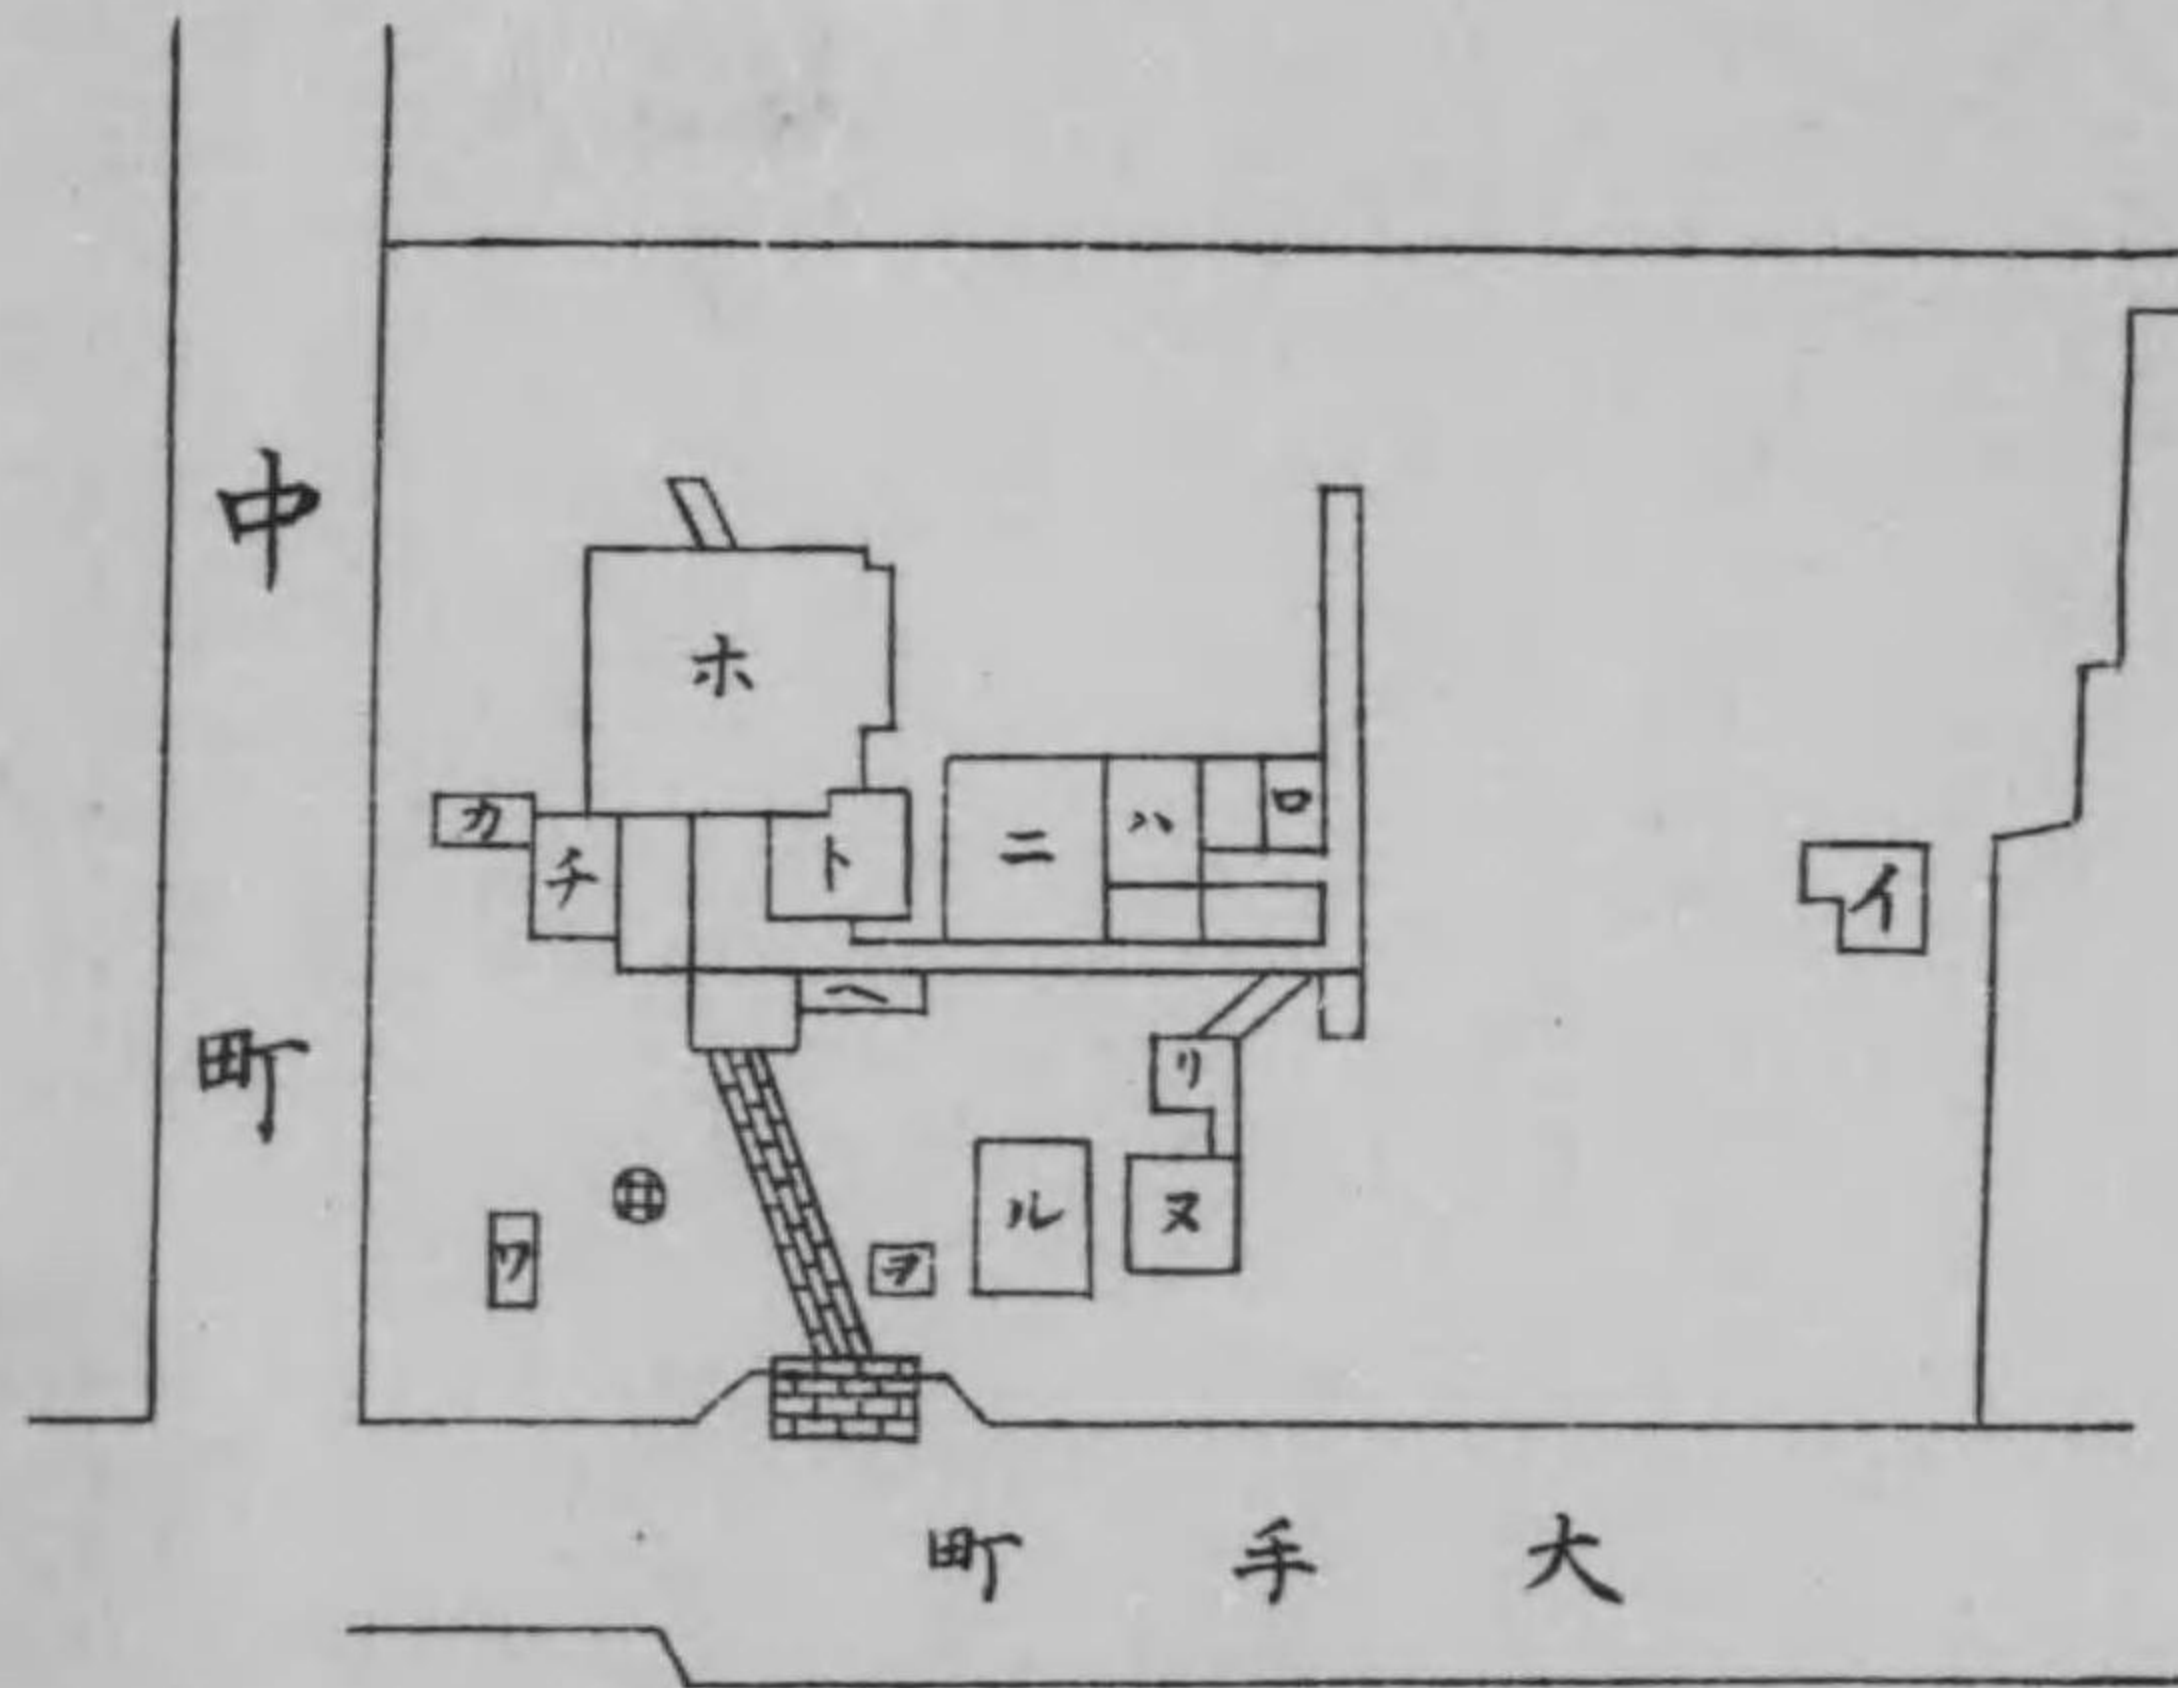 中町
大手町
イ
ロ
ハ
ニ
ホ
ヘ
ト
チ
リ
ヌ
ル
ヲ
ワ
カ